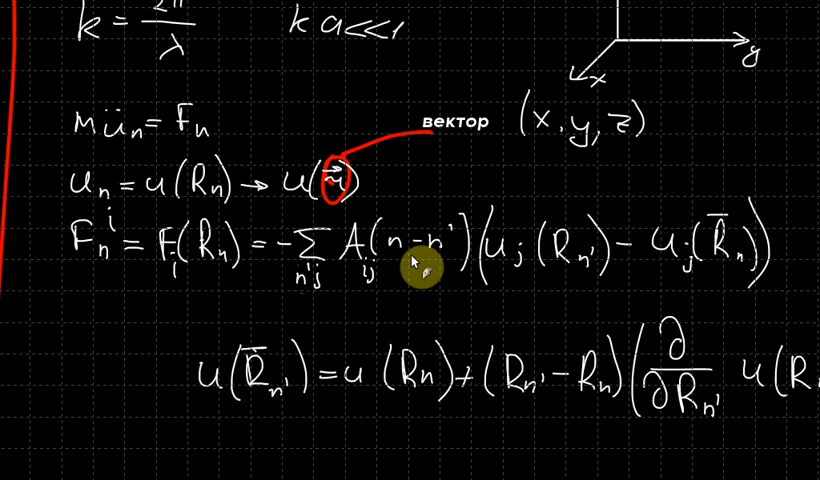 k = 2π/λ   ka<<1
y
x
mü_n = F_n   вектор   (x, y, z)
u_n = u(R_n) → u(r⃗)
F_n^i = F_i(R_n) = -∑_{n'j} A_{ij}(n-n')(u_j(R_{n'}) - u_j(R̅_n))
u(R̅_{n'}) = u(R_n) + (R_{n'} - R_n)(∂/∂R_{n'} u(R